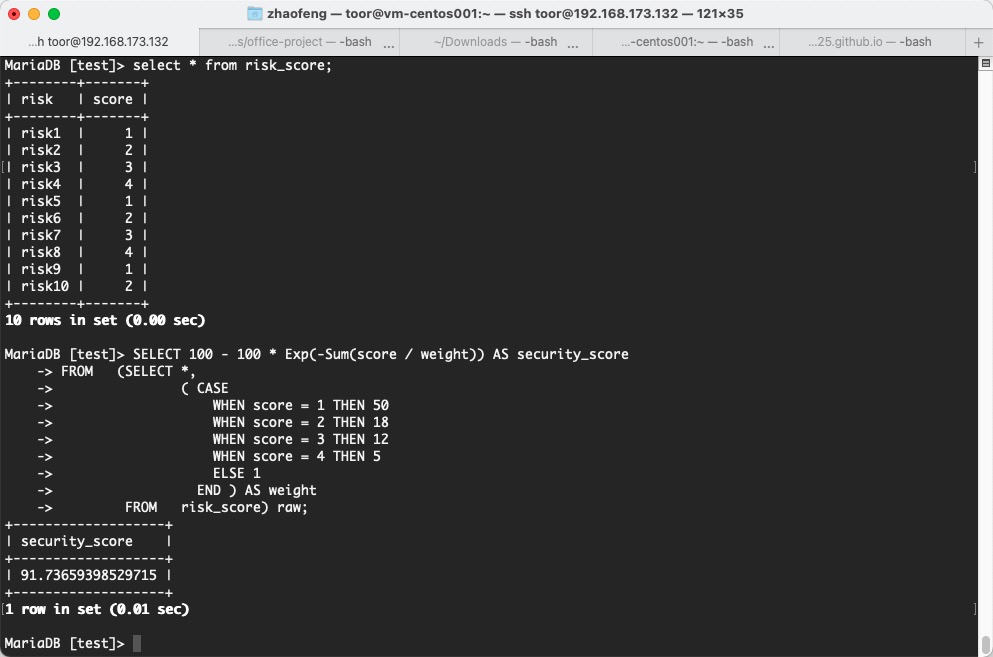 zhaofeng — toor@vm-centos001:~ — ssh toor@192.168.173.132 — 121×35
...h toor@192.168.173.132 ...s/office-project — -bash ... ~/Downloads — -bash ... ...-centos001:~ — -bash ... ...25.github.io — -bash +
MariaDB [test]> select * from risk_score;
+--------+-------+
| risk   | score |
+--------+-------+
| risk1  |     1 |
| risk2  |     2 |
[| risk3  |     3 | ]
| risk4  |     4 |
| risk5  |     1 |
| risk6  |     2 |
| risk7  |     3 |
| risk8  |     4 |
| risk9  |     1 |
| risk10 |     2 |
+--------+-------+
10 rows in set (0.00 sec)
MariaDB [test]> SELECT 100 - 100 * Exp(-Sum(score / weight)) AS security_score
    -> FROM   (SELECT *,
    ->                ( CASE
    ->                    WHEN score = 1 THEN 50
    ->                    WHEN score = 2 THEN 18
    ->                    WHEN score = 3 THEN 12
    ->                    WHEN score = 4 THEN 5
    ->                    ELSE 1
    ->                  END ) AS weight
    ->         FROM   risk_score) raw;
+-------------------+
| security_score    |
+-------------------+
| 91.73659398529715 |
+-------------------+
[1 row in set (0.01 sec) ]
MariaDB [test]>